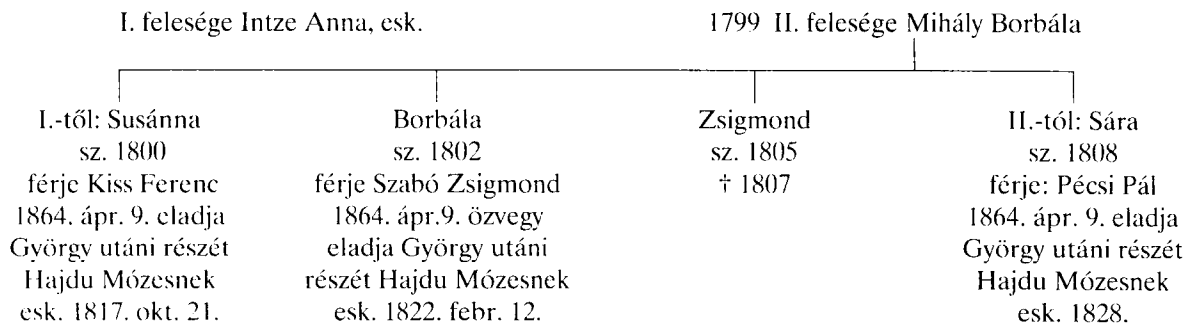 I. felesége Intze Anna, esk. 1799 II. felesége Mihály Borbála
I.-től: Susánna
sz. 1800
férje Kiss Ferenc
1864. ápr. 9. eladja
György utáni részét
Hajdu Mózesnek
esk. 1817. okt. 21.
Borbála
sz. 1802
férje Szabó Zsigmond
1864. ápr.9. özvegy
eladja György utáni
részét Hajdu Mózesnek
esk. 1822. febr. 12.
Zsigmond
sz. 1805
† 1807
II.-tól: Sára
sz. 1808
férje: Pécsi Pál
1864. ápr. 9. eladja
György utáni részét
Hajdu Mózesnek
esk. 1828.